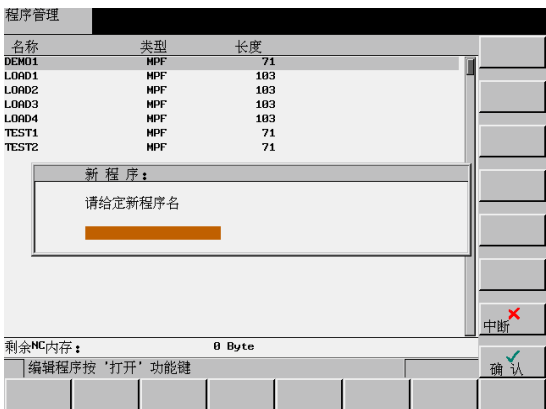 程序管理
名称 类型 长度
DEMO1 MPF 71
LOAD1 MPF 103
LOAD2 MPF 103
LOAD3 MPF 103
LOAD4 MPF 103
TEST1 MPF 71
TEST2 MPF 71
新 程 序：
请给定新程序名
中断
剩余NC内存： 0 Byte
编辑程序按 '打开' 功能键
确 认